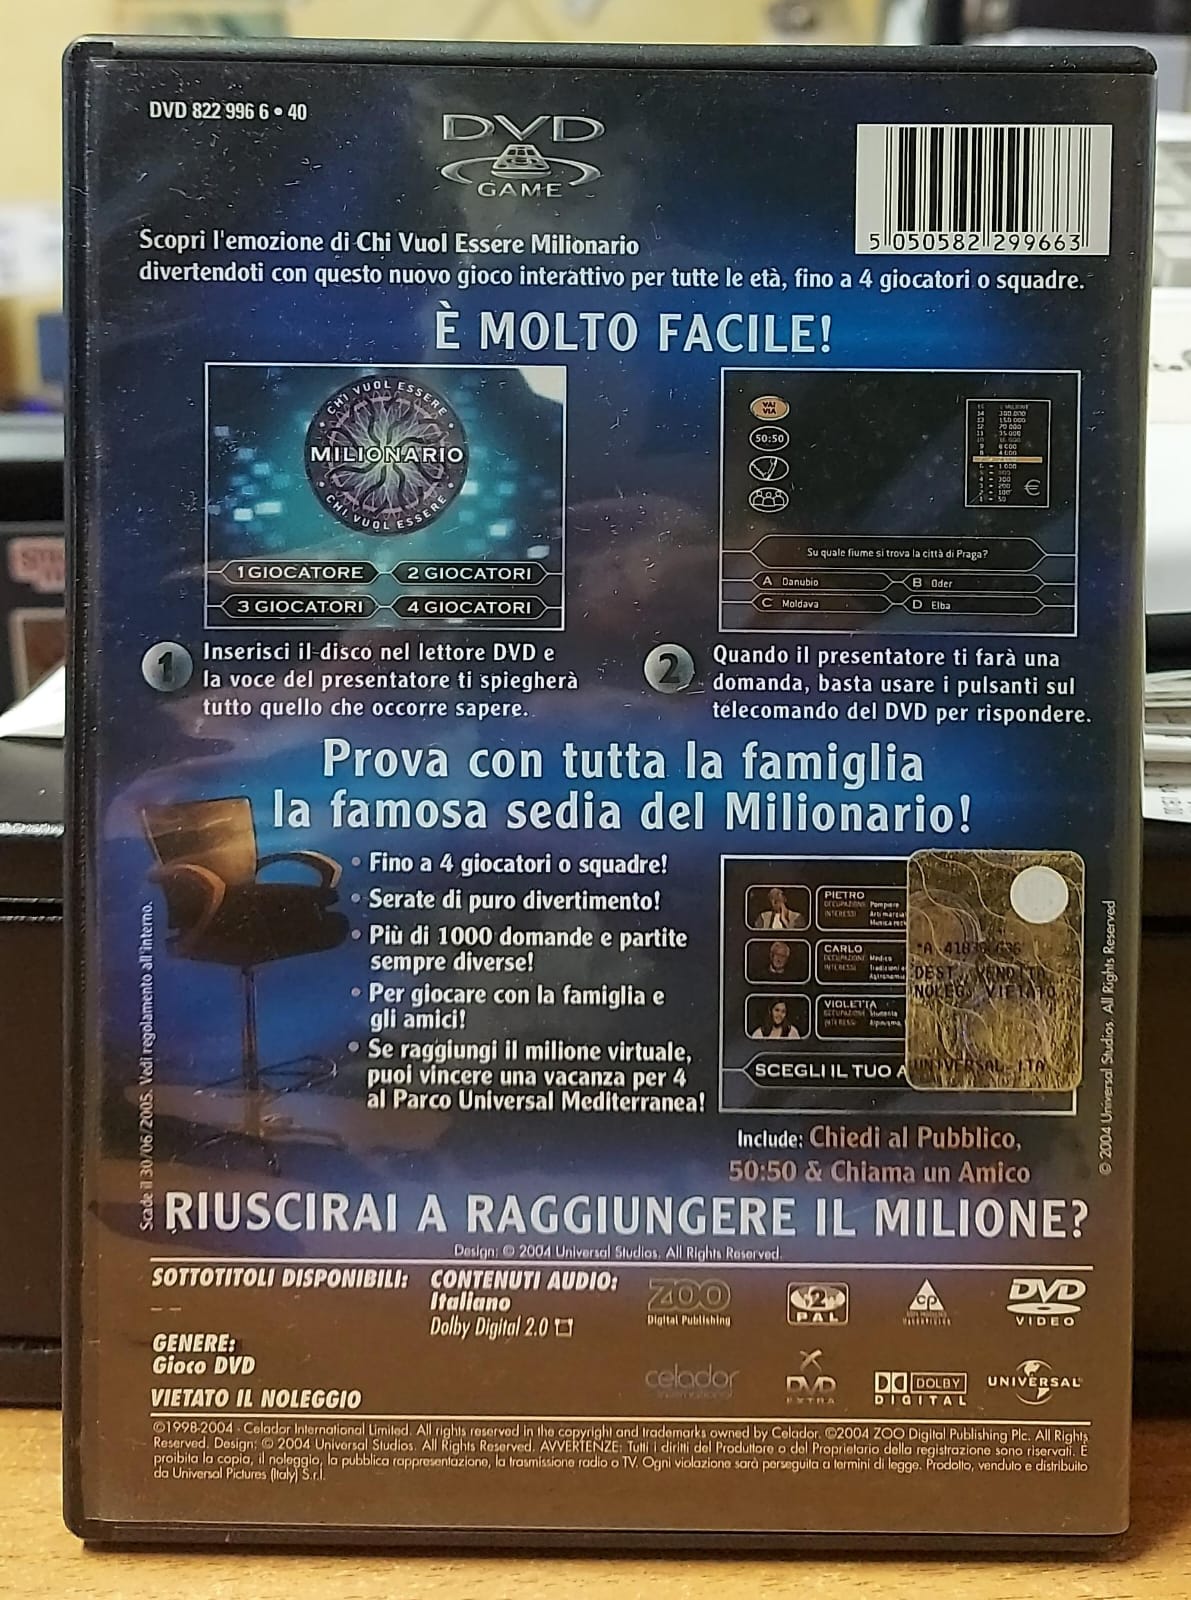 DVD 822 996 6 • 40
DVD
GAME
5 050582 299663
Scopri l'emozione di Chi Vuol Essere Milionario
divertendoti con questo nuovo gioco interattivo per tutte le età, fino a 4 giocatori o squadre.
È MOLTO FACILE!
CHI VUOL ESSERE
MILIONARIO
CHI VUOL ESSERE
1 GIOCATORE
2 GIOCATORI
3 GIOCATORI
4 GIOCATORI
VAI
VIA
50:50
€
Su quale fiume si trova la città di Praga?
A Danubio
B Oder
C Moldava
D Elba
1
Inserisci il disco nel lettore DVD e
la voce del presentatore ti spiegherà
tutto quello che occorre sapere.
2
Quando il presentatore ti farà una
domanda, basta usare i pulsanti sul
telecomando del DVD per rispondere.
Prova con tutta la famiglia
la famosa sedia del Milionario!
• Fino a 4 giocatori o squadre!
• Serate di puro divertimento!
• Più di 1000 domande e partite
sempre diverse!
• Per giocare con la famiglia e
gli amici!
• Se raggiungi il milione virtuale,
puoi vincere una vacanza per 4
al Parco Universal Mediterranea!
PIETRO
OCCUPAZIONE Pompiere
INTERESSI
CARLO
OCCUPAZIONE Medico
INTERESSI
VIOLETTA
OCCUPAZIONE Studente
INTERESSI Alpinismo,
SCEGLI IL TUO A
DEST. VENDITA
NOLEG. VIETATO
UNIVERSAL ITA
Include: Chiedi al Pubblico,
50:50 & Chiama un Amico
Scade il 30/06/2005. Vedi regolamento all'interno.
© 2004 Universal Studios. All Rights Reserved
RIUSCIRAI A RAGGIUNGERE IL MILIONE?
Design: © 2004 Universal Studios. All Rights Reserved.
SOTTOTITOLI DISPONIBILI:
– –
GENERE:
Gioco DVD
VIETATO IL NOLEGGIO
CONTENUTI AUDIO:
Italiano
Dolby Digital 2.0
ZOO
Digital Publishing
2
PAL
CP
DVD
VIDEO
celador
international
DVD
EXTRA
DOLBY
DIGITAL
UNIVERSAL
©1998-2004 - Celador International Limited. All rights reserved in the copyright and trademarks owned by Celador. ©2004 ZOO Digital Publishing Plc. All Rights
Reserved. Design: © 2004 Universal Studios. All Rights Reserved. AVVERTENZE: Tutti i diritti del Produttore o del Proprietario della registrazione sono riservati. È
proibita la copia, il noleggio, la pubblica rappresentazione, la trasmissione radio o TV. Ogni violazione sarà perseguita a termini di legge. Prodotto, venduto e distribuito
da Universal Pictures (Italy) S.r.l.